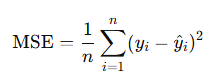 MSE = \frac{1}{n} \sum_{i=1}^{n} (y_i - \hat{y}_i)^2